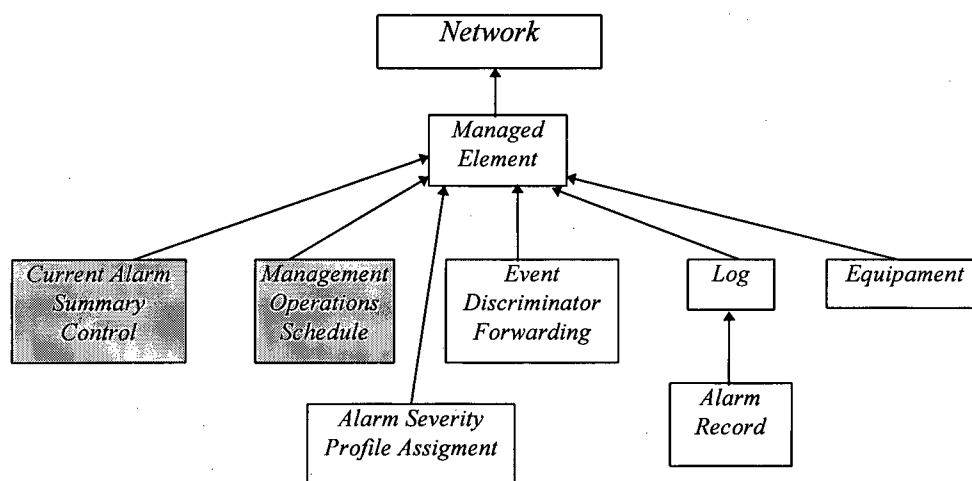 Network
Managed
Element
Current Alarm
Summary
Control
Management
Operations
Schedule
Event
Discriminator
Forwarding
Log
Equipament
Alarm Severity
Profile Assigment
Alarm
Record